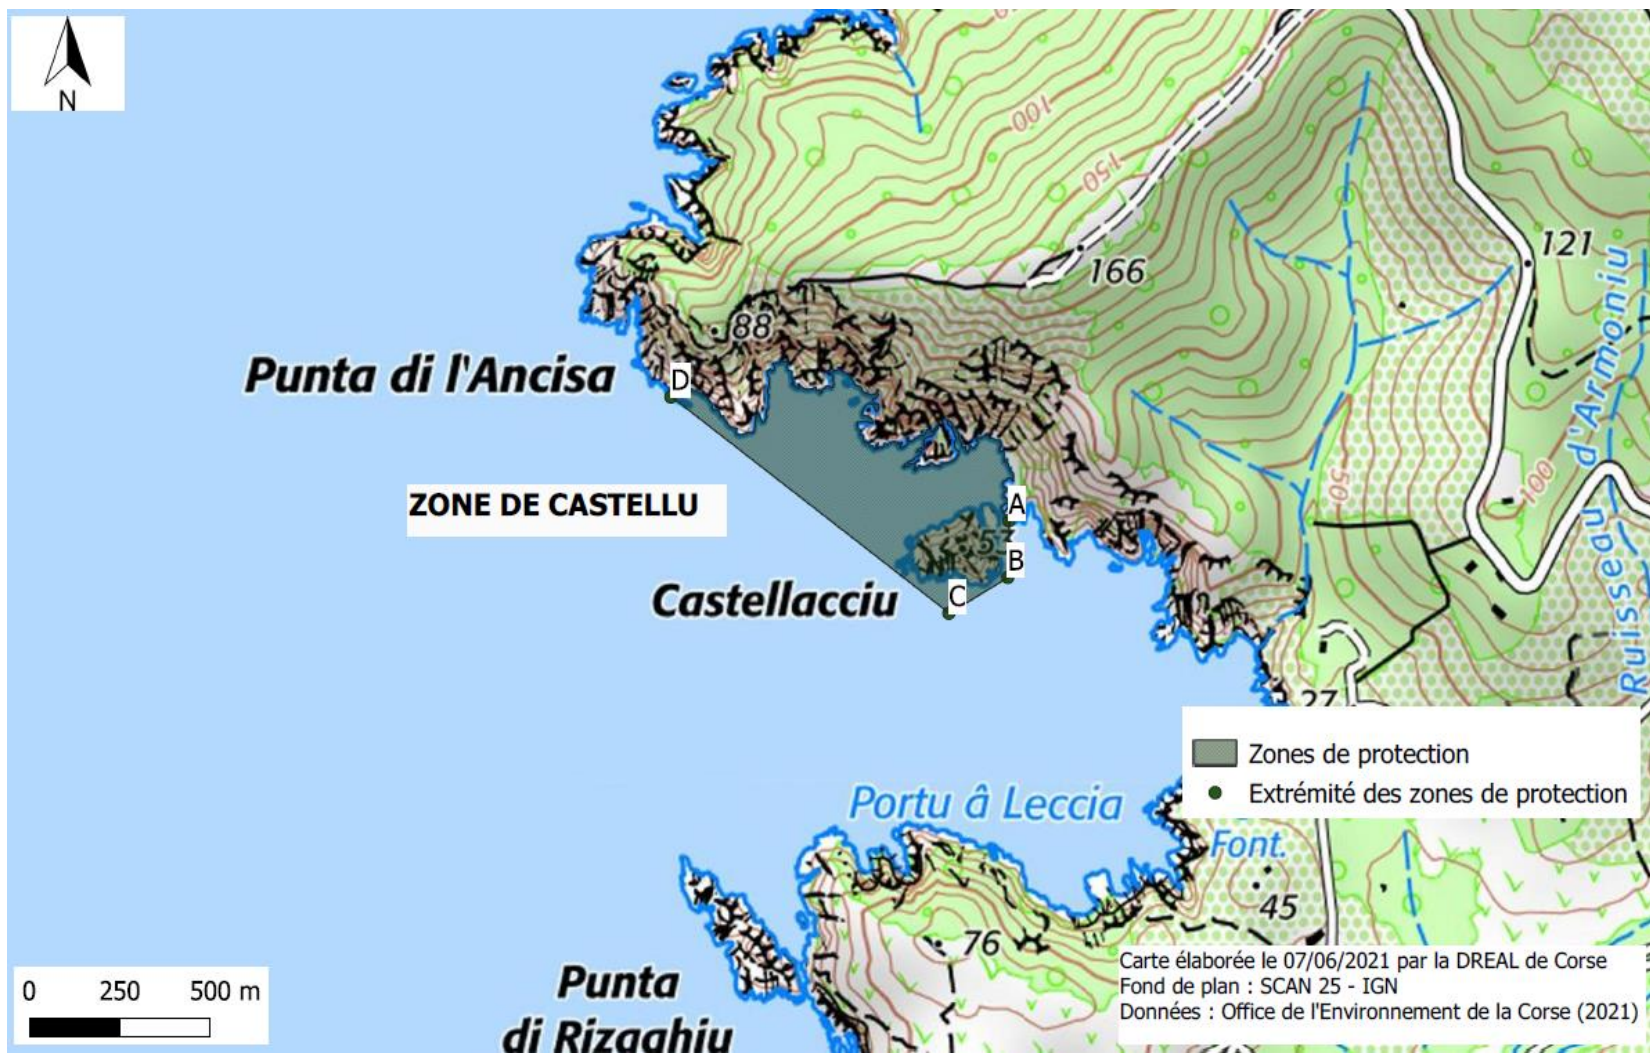 N
100
150
166
121
88
Punta di l'Ancisa
D
Ruisseau d'Armoniu
100
50
ZONE DE CASTELLU
A
53
B
Castellacciu
C
27
Zones de protection
Extrémité des zones de protection
Portu â Leccia
Font.
45
76
Punta
di Rizaghiu
Carte élaborée le 07/06/2021 par la DREAL de Corse
Fond de plan : SCAN 25 - IGN
Données : Office de l'Environnement de la Corse (2021)
0 250 500 m